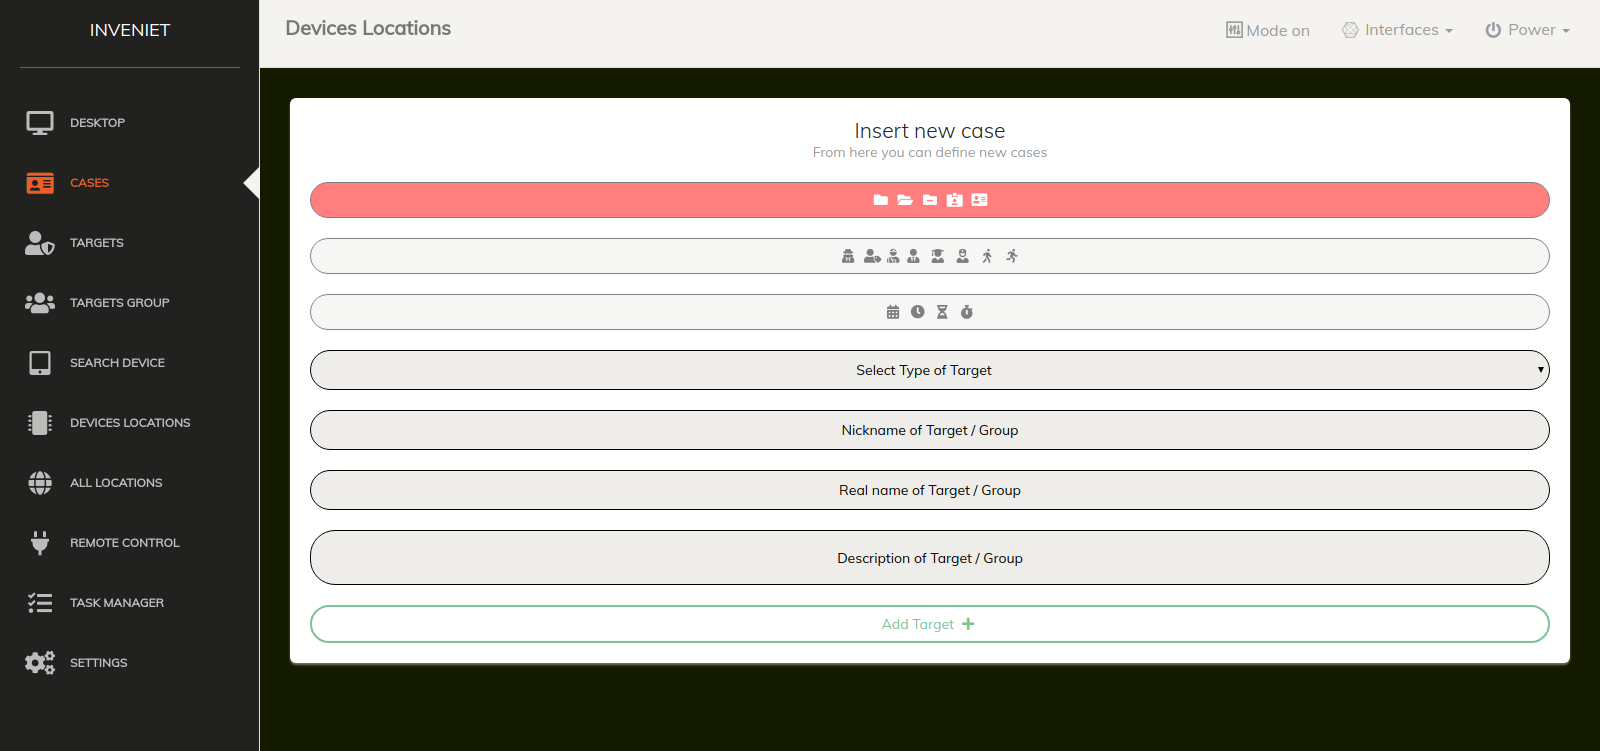 INVENIET
Devices Locations
Mode on
Interfaces
Power
DESKTOP
CASES
TARGETS
TARGETS GROUP
SEARCH DEVICE
DEVICES LOCATIONS
ALL LOCATIONS
REMOTE CONTROL
TASK MANAGER
SETTINGS
Insert new case
From here you can define new cases
Select Type of Target
Nickname of Target / Group
Real name of Target / Group
Description of Target / Group
Add Target